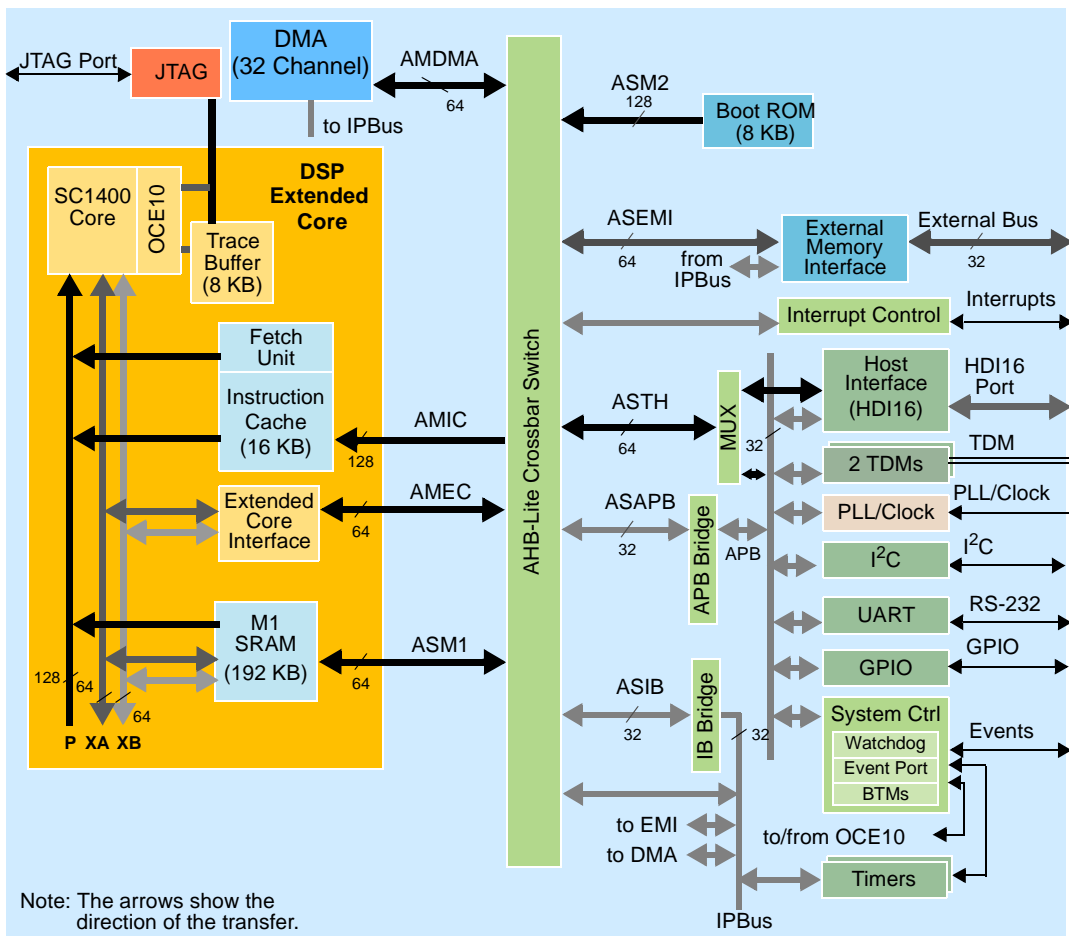 JTAG Port
JTAG
DMA
(32 Channel)
to IPBus
AMDMA
64
DSP
Extended
Core
SC1400
Core
OCE10
Trace
Buffer
(8 KB)
Fetch
Unit
Instruction
Cache
(16 KB)
AMIC
128
Extended
Core
Interface
AMEC
64
M1
SRAM
(192 KB)
ASM1
64
128
64
64
P
XA
XB
AHB-Lite Crossbar Switch
ASM2
128
Boot ROM
(8 KB)
ASEMI
64
from
IPBus
External
Memory
Interface
External Bus
32
Interrupt Control
Interrupts
ASTH
64
MUX
32
Host
Interface
(HDI16)
HDI16
Port
2 TDMs
TDM
ASAPB
32
APB Bridge
APB
PLL/Clock
PLL/Clock
I2C
I2C
UART
RS-232
GPIO
GPIO
ASIB
32
IB Bridge
32
System Ctrl
Watchdog
Event Port
BTMs
Events
to EMI
to DMA
to/from OCE10
Timers
IPBus
Note: The arrows show the
direction of the transfer.